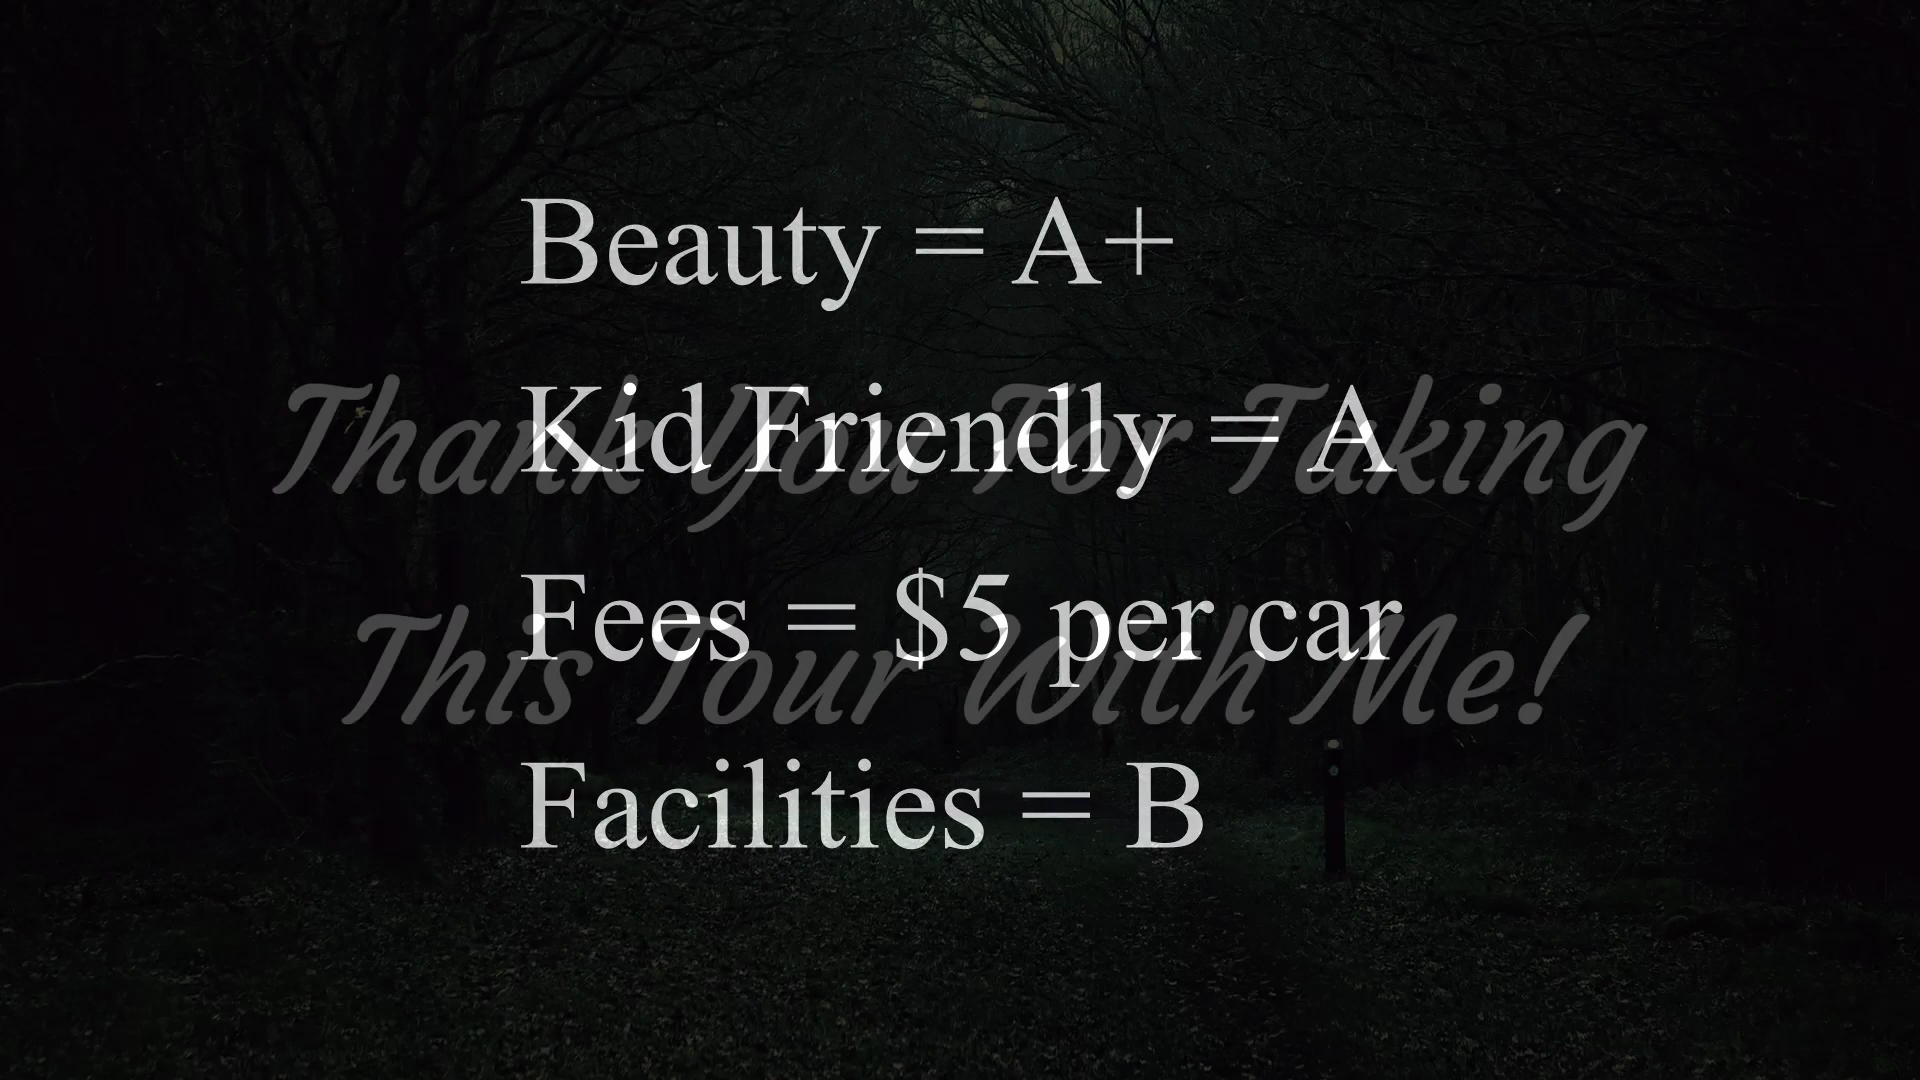 Beauty = A+
Kid Friendly = A
Thank You For Taking
Fees = $5 per car
This Tour With Me!
Facilities = B